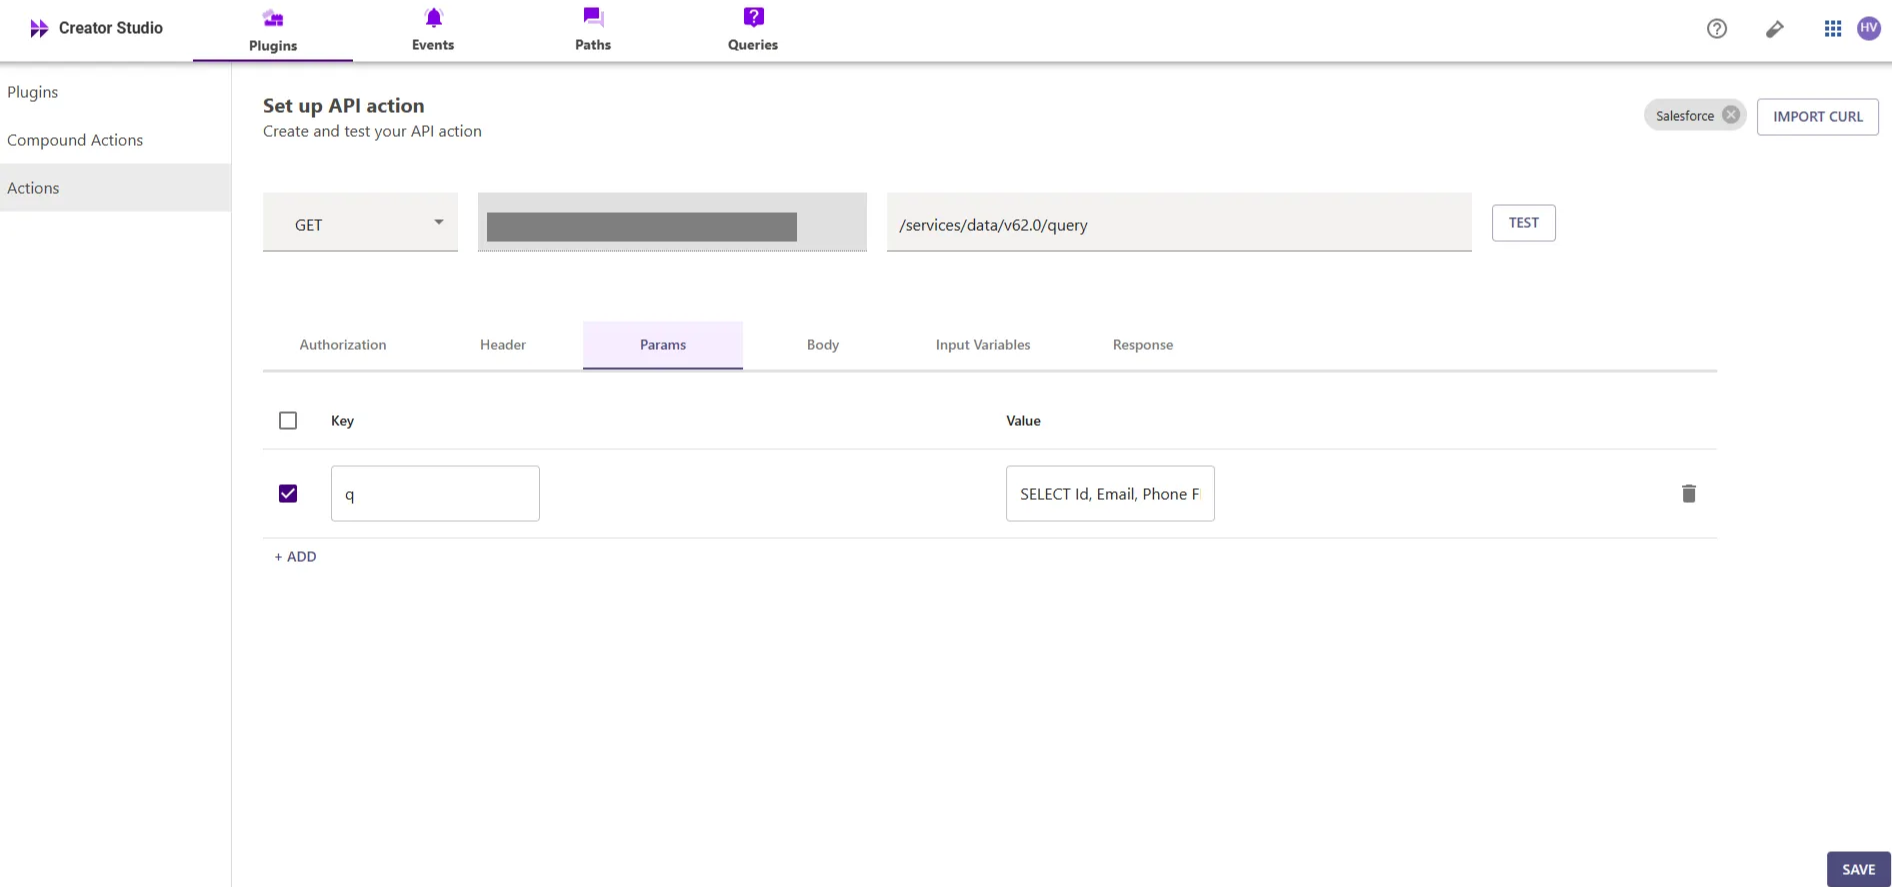 Creator Studio
Plugins
Events
Paths
Queries
HV
Plugins
Compound Actions
Actions
Set up API action
Create and test your API action
Salesforce
IMPORT CURL
GET
/services/data/v62.0/query
TEST
Authorization
Header
Params
Body
Input Variables
Response
Key
Value
q
SELECT Id, Email, Phone F
+ ADD
SAVE